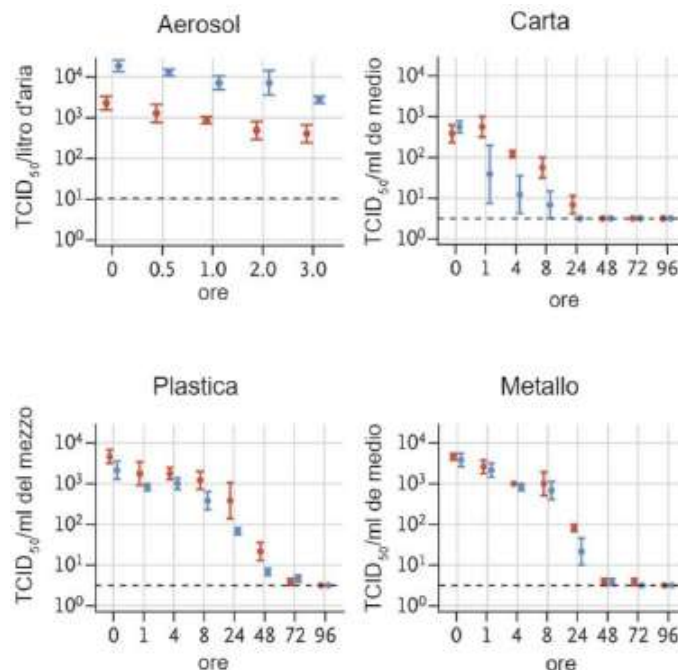 Aerosol
TCID50/litro d'aria
10⁴
10³
10²
10¹
10⁰
0 0.5 1.0 2.0 3.0
ore
Carta
TCID50/ml de medio
10⁴
10³
10²
10¹
10⁰
0 1 4 8 24 48 72 96
ore
Plastica
TCID50/ml del mezzo
10⁴
10³
10²
10¹
10⁰
0 1 4 8 24 48 72 96
ore
Metallo
TCID50/ml de medio
10⁴
10³
10²
10¹
10⁰
0 1 4 8 24 48 72 96
ore